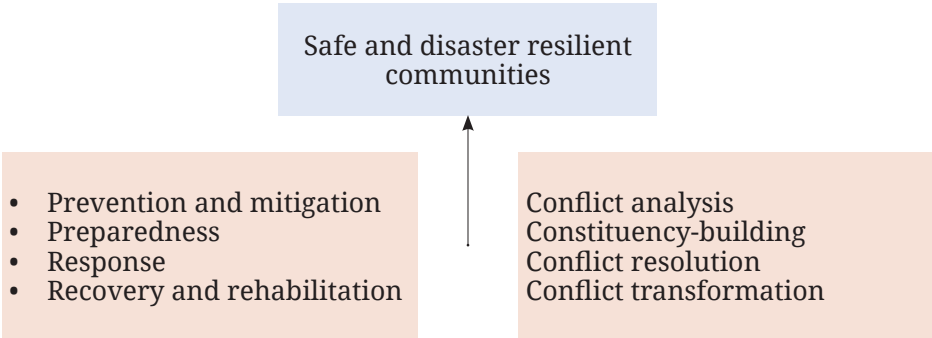 Safe and disaster resilient
communities
• Prevention and mitigation
• Preparedness
• Response
• Recovery and rehabilitation
Conflict analysis
Constituency-building
Conflict resolution
Conflict transformation